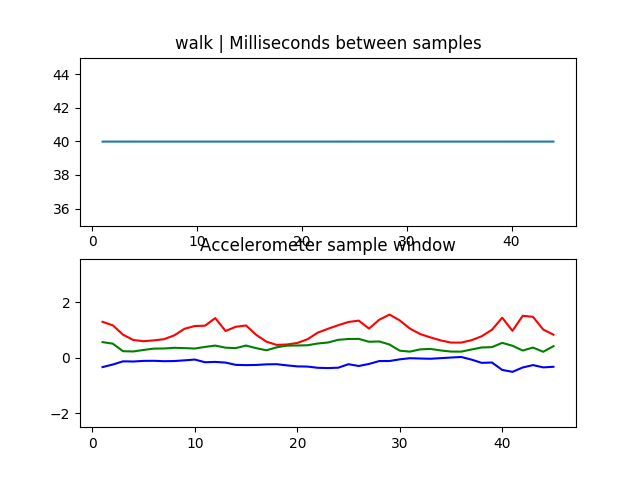 walk | Milliseconds between samples
44
42
40
38
36
0 10 20 30 40
Accelerometer sample window
2
0
−2
0 10 20 30 40